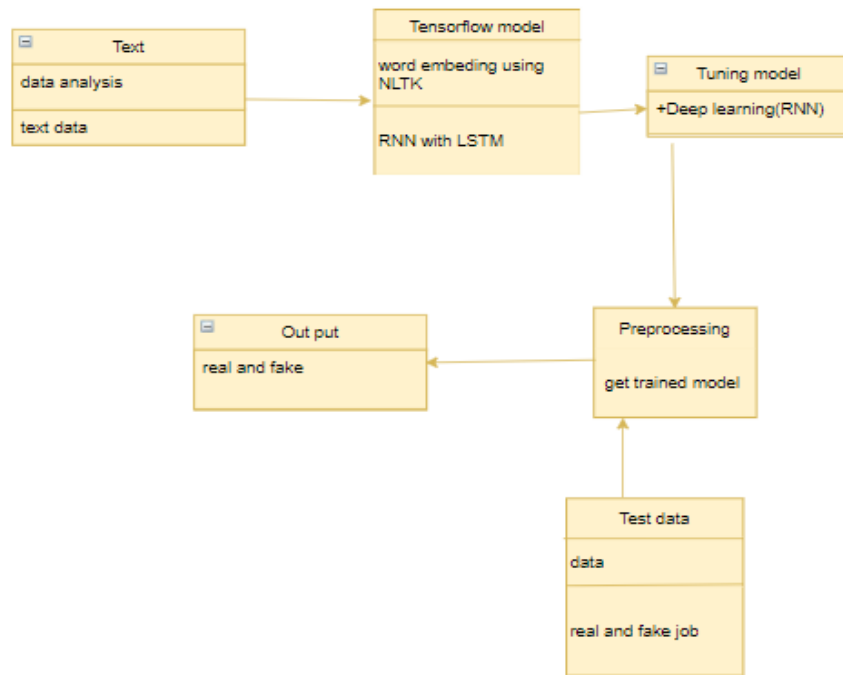 Text
data analysis
text data
Tensorflow model
word embeding using
NLTK
RNN with LSTM
Tuning model
+Deep learning(RNN)
Preprocessing
get trained model
Out put
real and fake
Test data
data
real and fake job